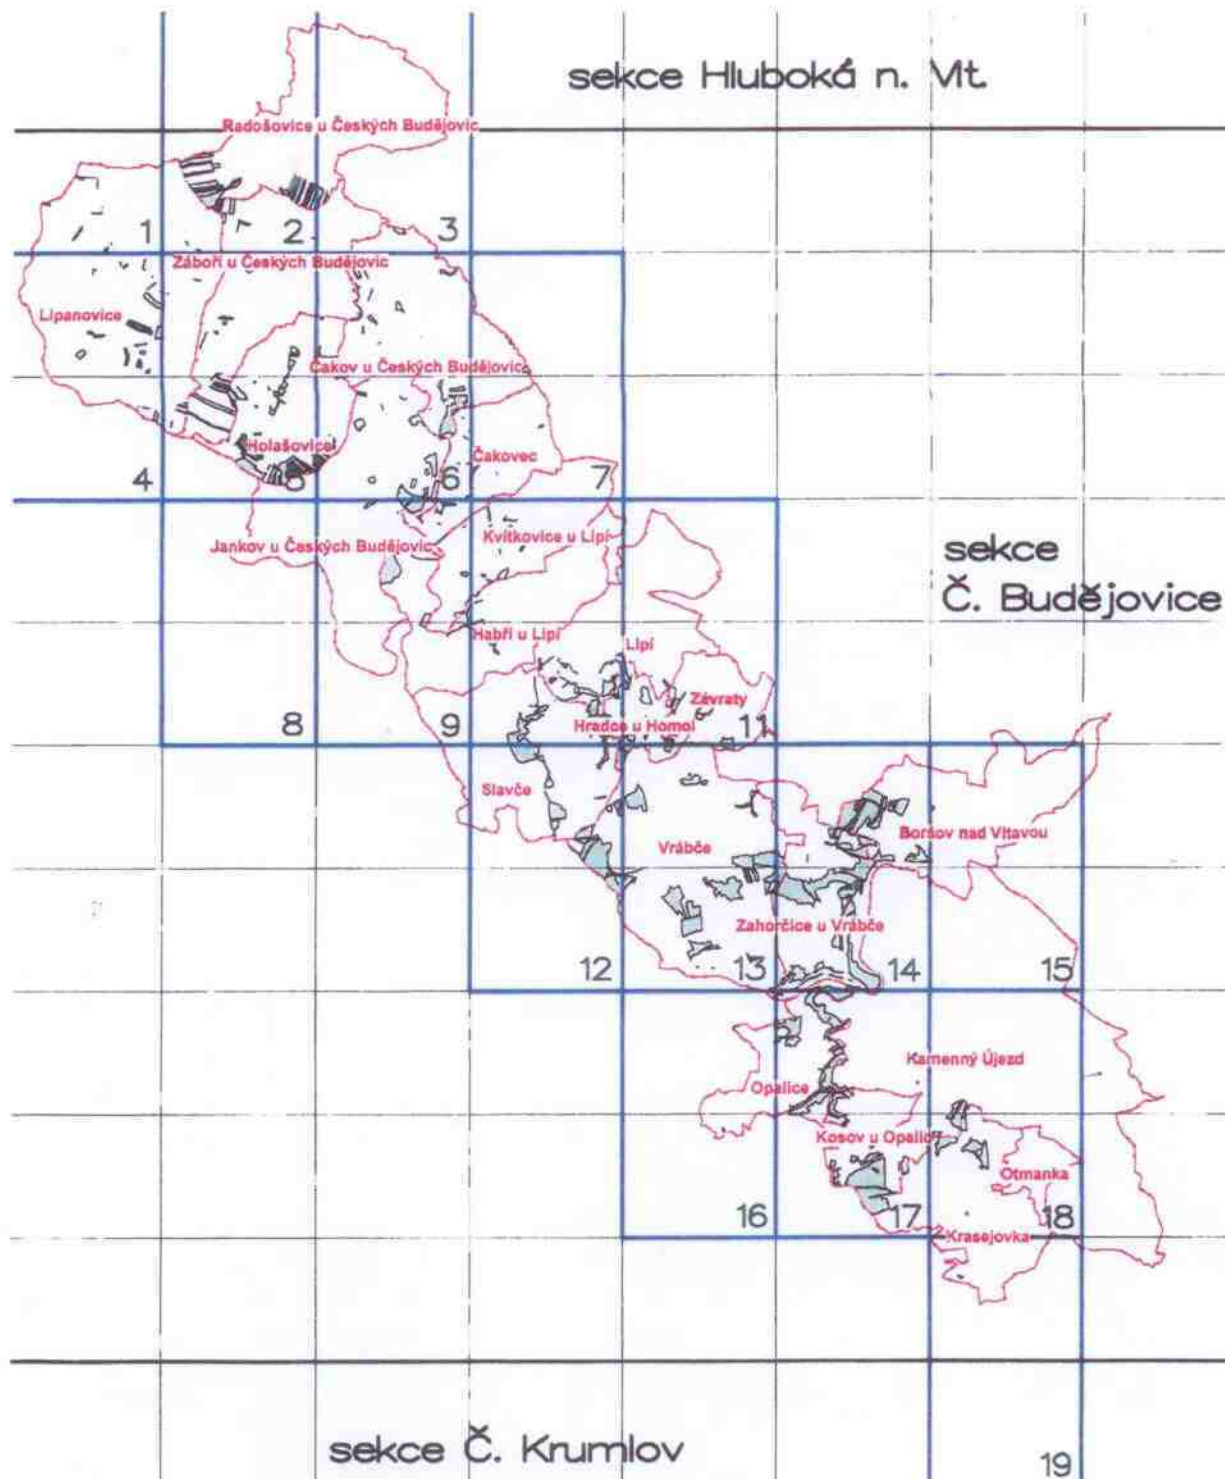 sekce Hluboká n. Vlt.
Radošovice u Českých Budějovic
1
2
3
Záboří u Českých Budějovic
Lipanovice
Čakov u Českých Budějovic
Holašovice
Čakovec
4
5
6
7
Kvítkovice u Lipí
Jankov u Českých Budějovic
sekce
Č. Budějovice
Habří u Lipí
Lipí
Závraty
Hradce u Homol
8
9
11
Slavče
Vrábče
Boršov nad Vltavou
Zahorčice u Vrábče
12
13
14
15
Kamenný Újezd
Opalice
Kosov u Opalic
Otmanka
16
17
18
Krasejovka
sekce Č. Krumlov
19